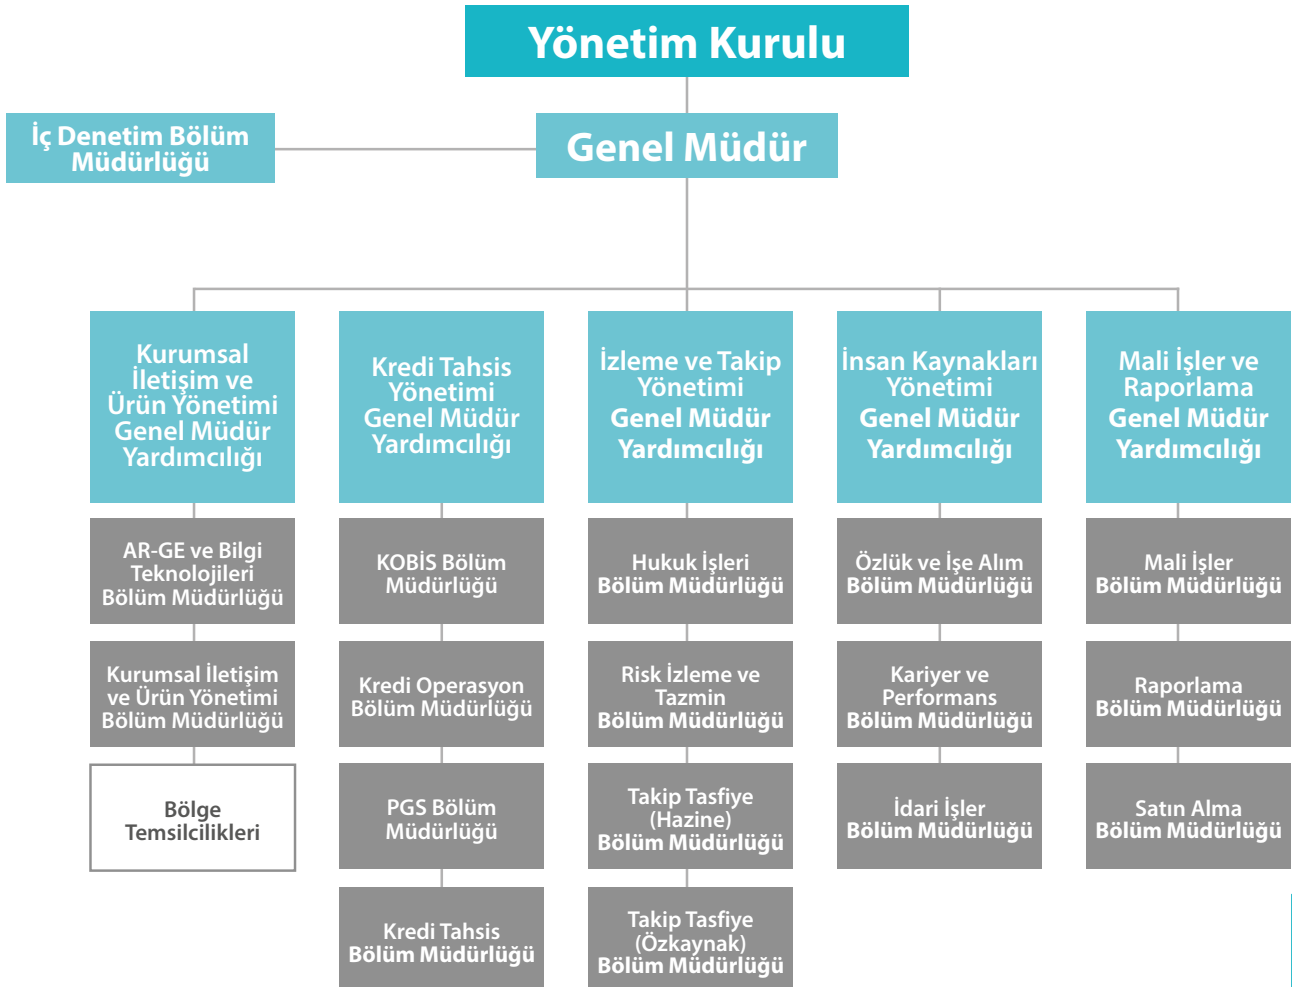 Yönetim Kurulu
İç Denetim Bölüm
Müdürlüğü
Genel Müdür
Kurumsal
İletişim ve
Ürün Yönetimi
Genel Müdür
Yardımcılığı
Kredi Tahsis
Yönetimi
Genel Müdür
Yardımcılığı
İzleme ve Takip
Yönetimi
Genel Müdür
Yardımcılığı
İnsan Kaynakları
Yönetimi
Genel Müdür
Yardımcılığı
Mali İşler ve
Raporlama
Genel Müdür
Yardımcılığı
AR-GE ve Bilgi
Teknolojileri
Bölüm Müdürlüğü
KOBİS Bölüm
Müdürlüğü
Hukuk İşleri
Bölüm Müdürlüğü
Özlük ve İşe Alım
Bölüm Müdürlüğü
Mali İşler
Bölüm Müdürlüğü
Kurumsal İletişim
ve Ürün Yönetimi
Bölüm Müdürlüğü
Kredi Operasyon
Bölüm Müdürlüğü
Risk İzleme ve
Tazmin
Bölüm Müdürlüğü
Kariyer ve
Performans
Bölüm Müdürlüğü
Raporlama
Bölüm Müdürlüğü
Bölge
Temsilcilikleri
PGS Bölüm
Müdürlüğü
Takip Tasfiye
(Hazine)
Bölüm Müdürlüğü
İdari İşler
Bölüm Müdürlüğü
Satın Alma
Bölüm Müdürlüğü
Kredi Tahsis
Bölüm Müdürlüğü
Takip Tasfiye
(Özkaynak)
Bölüm Müdürlüğü